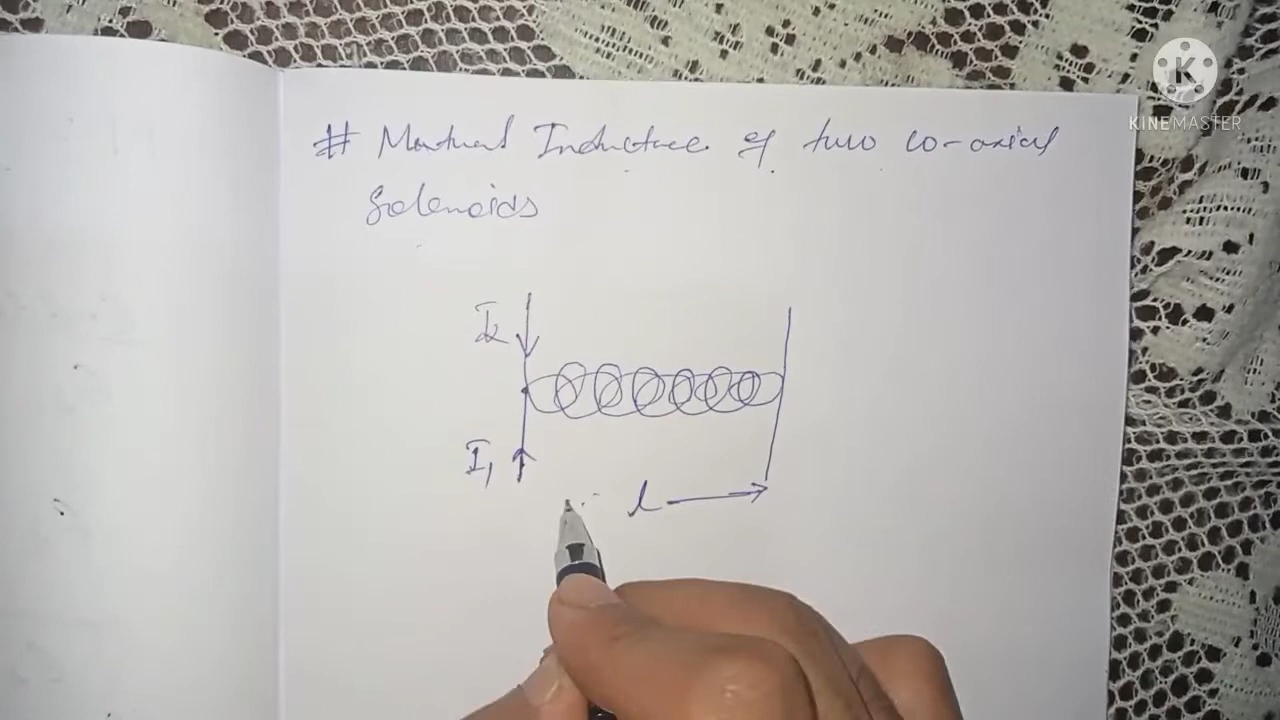 # Mutual Inductance of two co-axial
Solenoids
I2
I1
l
K
KINEMASTER